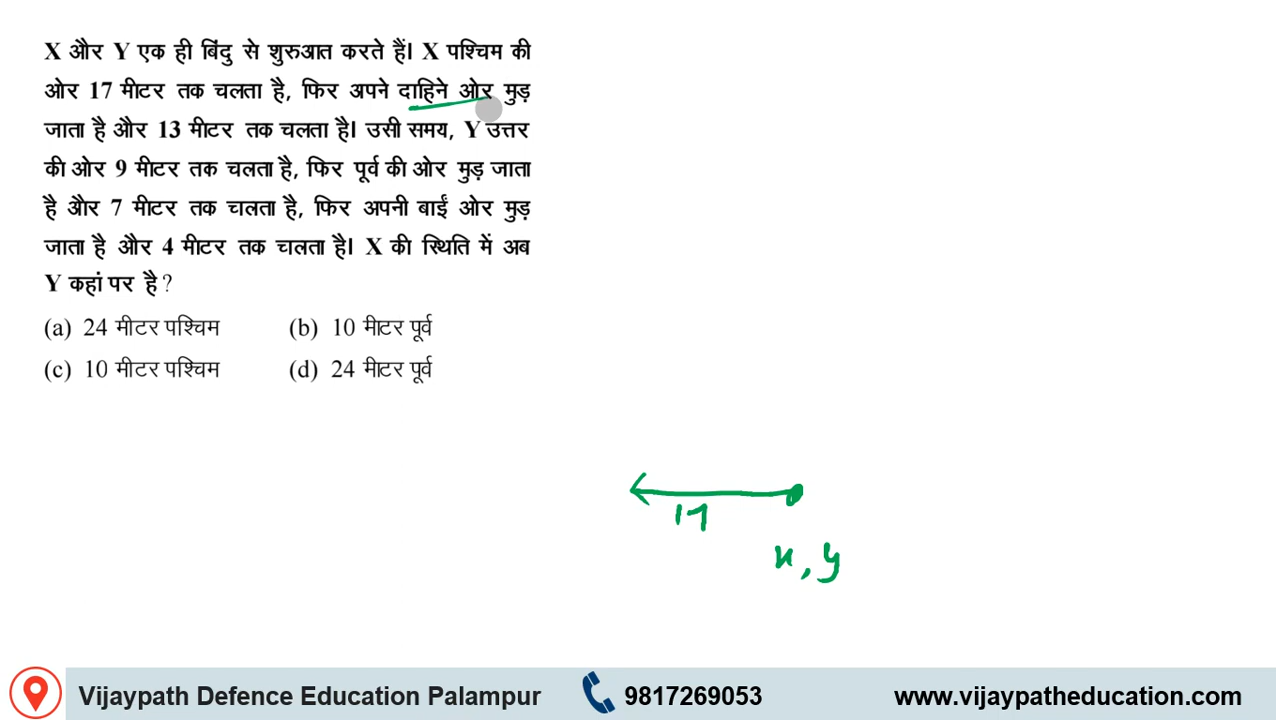 X और Y एक ही बिंदु से शुरुआत करते हैं। X पश्चिम की
ओर 17 मीटर तक चलता है, फिर अपने दाहिने ओर मुड़
जाता है और 13 मीटर तक चलता है। उसी समय, Y उत्तर
की ओर 9 मीटर तक चलता है, फिर पूर्व की ओर मुड़ जाता
है और 7 मीटर तक चलता है, फिर अपनी बाईं ओर मुड़
जाता है और 4 मीटर तक चलता है। X की स्थिति में अब
Y कहां पर है?
(a) 24 मीटर पश्चिम (b) 10 मीटर पूर्व
(c) 10 मीटर पश्चिम (d) 24 मीटर पूर्व
17
x, y
Vijaypath Defence Education Palampur 9817269053 www.vijaypatheducation.com